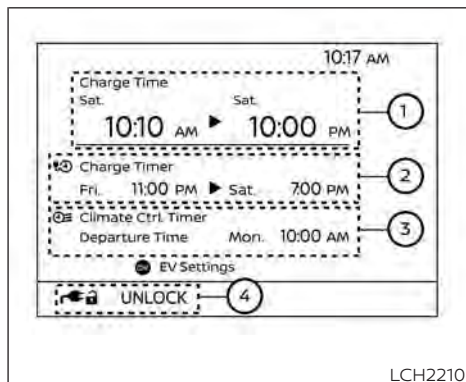 10:17 AM
Charge Time
Sat. Sat.
10:10 AM ▶ 10:00 PM
1
Charge Timer
Fri. 11:00 PM ▶ Sat. 7:00 PM
2
Climate Ctrl. Timer
Departure Time Mon. 10:00 AM
3
OK EV Settings
UNLOCK
4
LCH2210